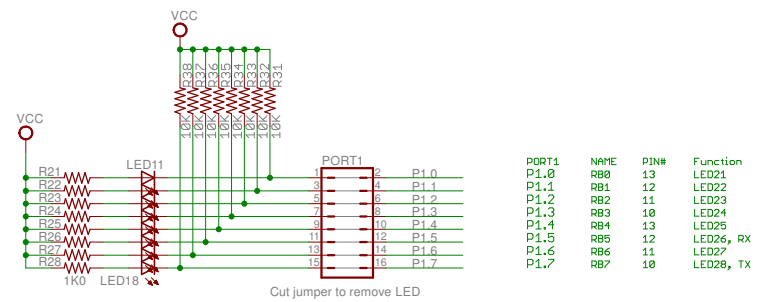 VCC
R38 R37 R36 R35 R34 R33 R32 R31
10K 10K 10K 10K 10K 10K 10K 10K
VCC
R21
R22
R23
R24
R25
R26
R27
R28
1K0
LED11
LED18
PORT1
1 2 P1.0
3 4 P1.1
5 6 P1.2
7 8 P1.3
9 10 P1.4
11 12 P1.5
13 14 P1.6
15 16 P1.7
Cut jumper to remove LED
PORT1 NAME PIN# Function
P1.0 RB0 13 LED21
P1.1 RB1 12 LED22
P1.2 RB2 11 LED23
P1.3 RB3 10 LED24
P1.4 RB4 13 LED25
P1.5 RB5 12 LED26, RX
P1.6 RB6 11 LED27
P1.7 RB7 10 LED28, TX